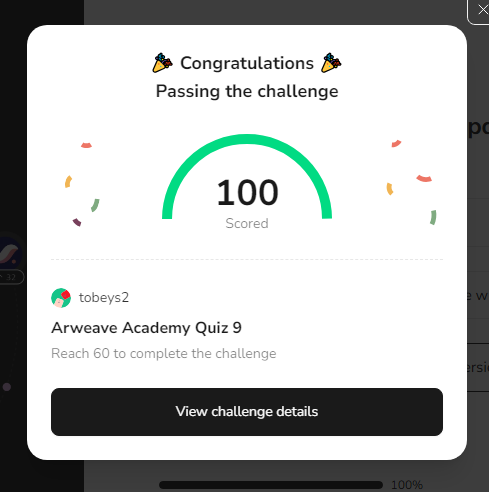 Congratulations
Passing the challenge
100
Scored
tobeys2
Arweave Academy Quiz 9
Reach 60 to complete the challenge
View challenge details
100%